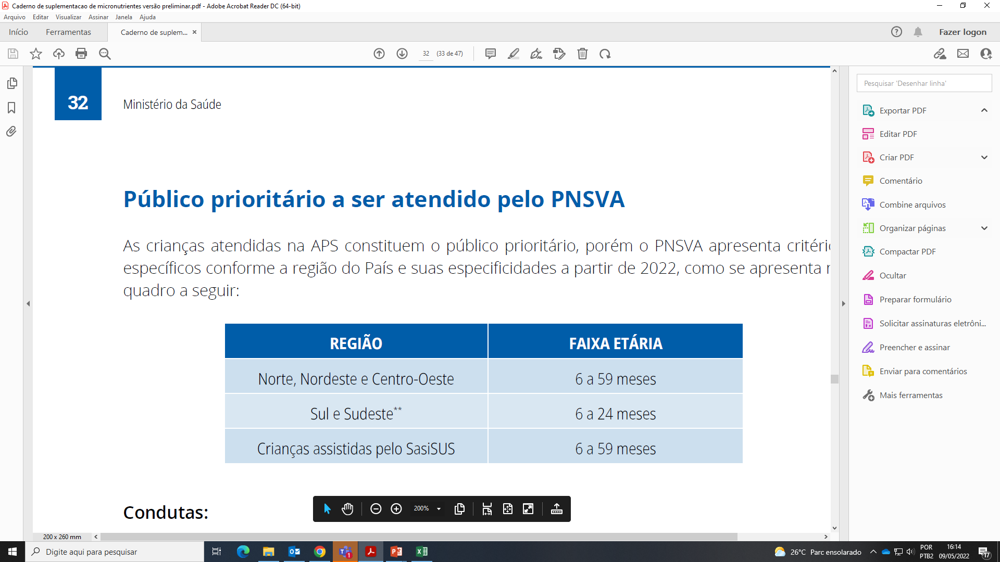 Caderno de suplementacao de micronutrientes versão preliminar.pdf - Adobe Acrobat Reader DC (64-bit)
Arquivo Editar Visualizar Assinar Janela Ajuda
Início Ferramentas Caderno de suplem... Fazer logon
32 (33 de 47)
32 Ministério da Saúde
Público prioritário a ser atendido pelo PNSVA
As crianças atendidas na APS constituem o público prioritário, porém o PNSVA apresenta critéri
específicos conforme a região do País e suas especificidades a partir de 2022, como se apresenta
quadro a seguir:
REGIÃO FAIXA ETÁRIA
Norte, Nordeste e Centro-Oeste 6 a 59 meses
Sul e Sudeste** 6 a 24 meses
Crianças assistidas pelo SasiSUS 6 a 59 meses
Condutas:
200%
200 x 260 mm
Pesquisar 'Desenhar linha'
Exportar PDF
Editar PDF
Criar PDF
Comentário
Combine arquivos
Organizar páginas
Compactar PDF
Ocultar
Preparar formulário
Solicitar assinaturas eletrôni...
Preencher e assinar
Enviar para comentários
Mais ferramentas
Digite aqui para pesquisar
1
26°C Parc ensolarado
POR
PTB2
16:14
09/05/2022
17